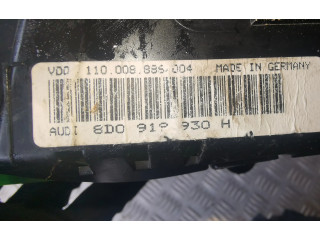 VDO 110.008.886.004 MADE IN GERMANY
AUDI 8D0 919 930 H